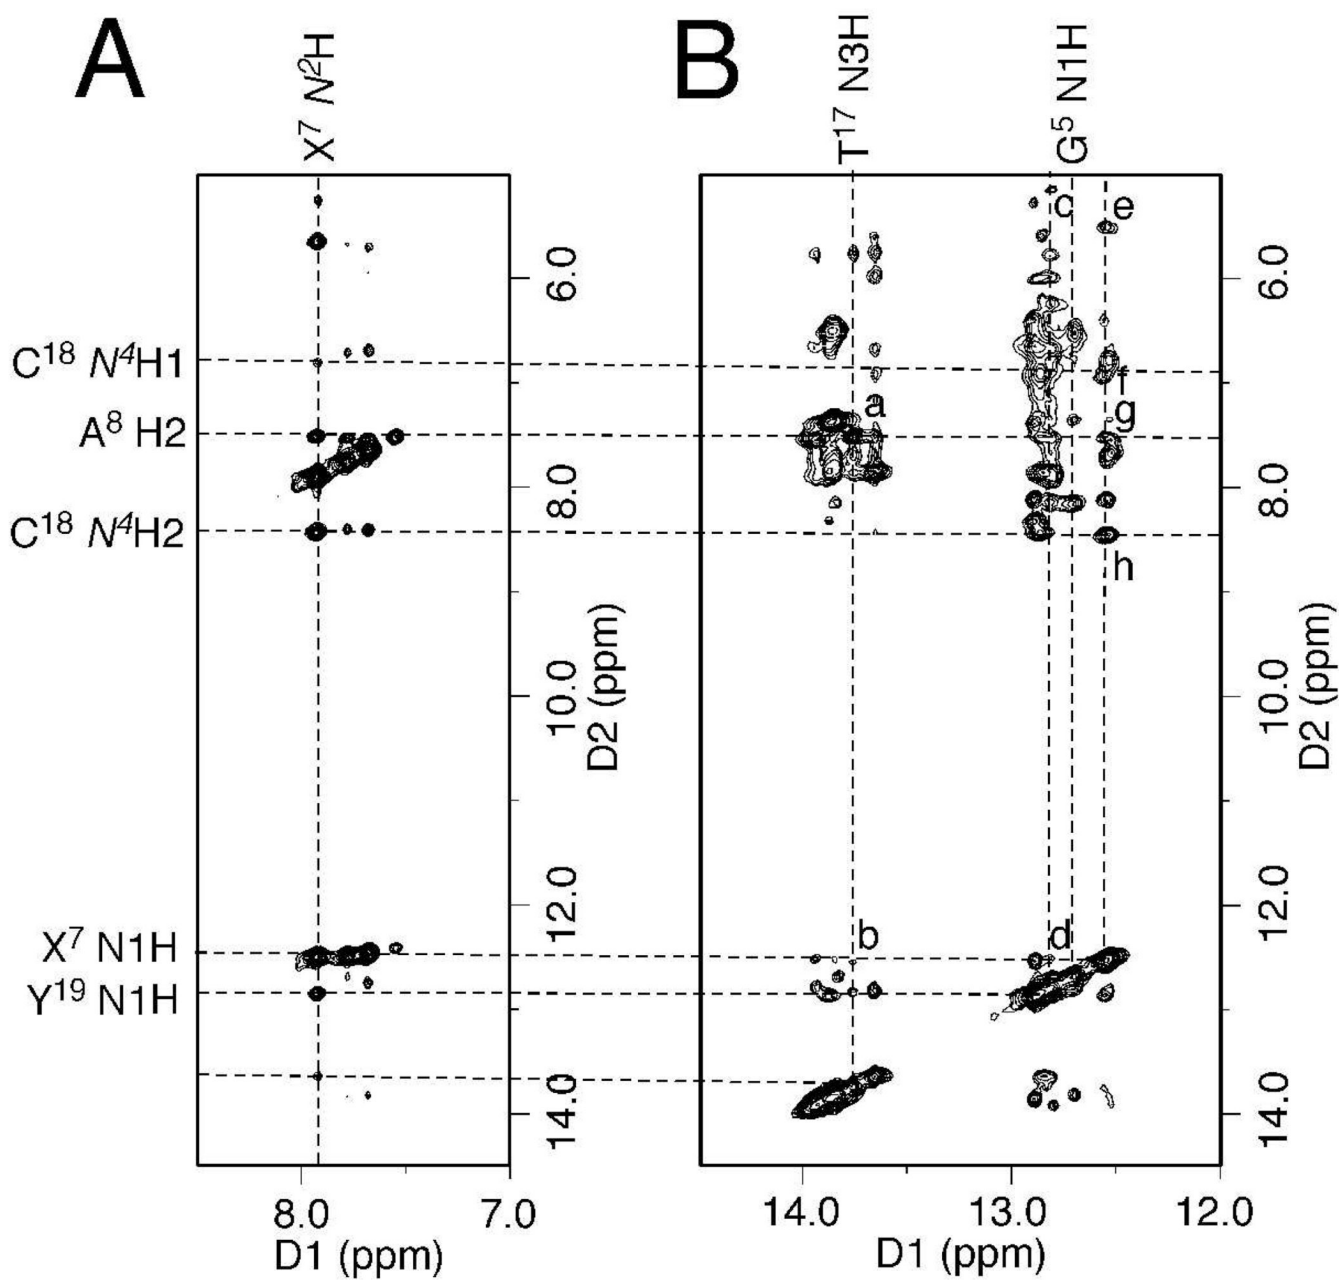 A
B
X⁷ N²H
T¹⁷ N3H
G⁵ N1H
c
e
6.0
6.0
C¹⁸ N⁴H1
f
a
g
A⁸ H2
8.0
8.0
C¹⁸ N⁴H2
h
D2 (ppm)
D2 (ppm)
10.0
10.0
12.0
12.0
X⁷ N1H
b
d
Y¹⁹ N1H
14.0
14.0
8.0
7.0
14.0
13.0
12.0
D1 (ppm)
D1 (ppm)